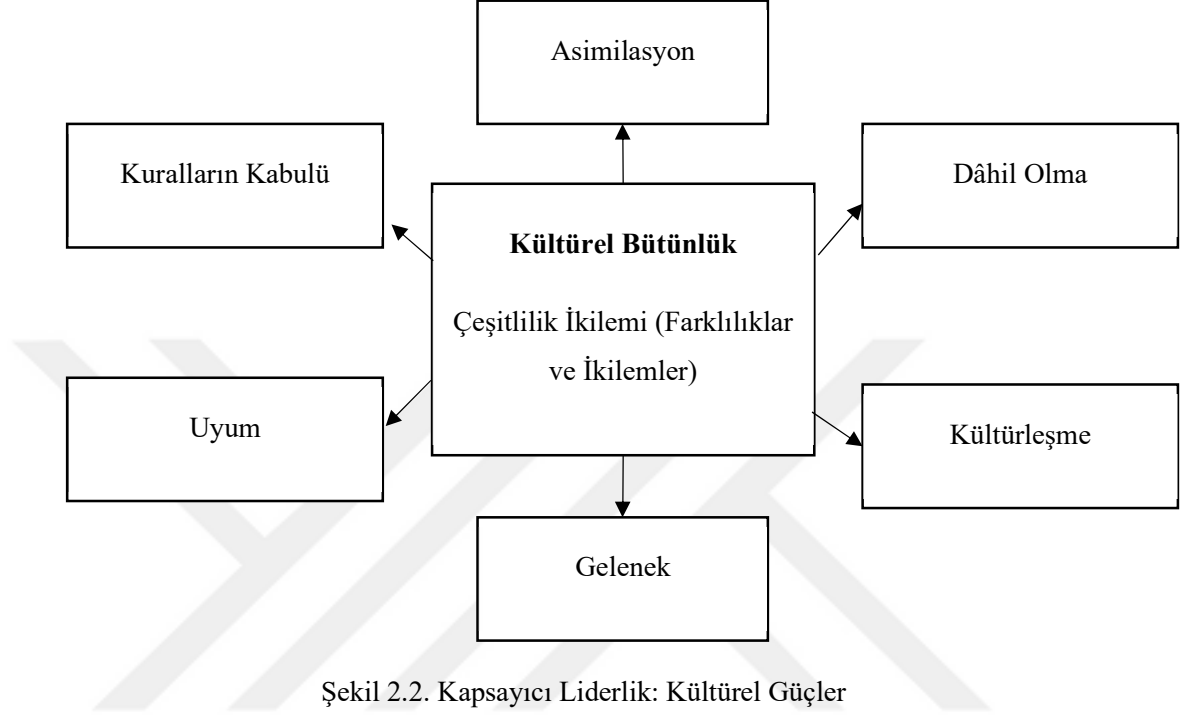 Asimilasyon
Kuralların Kabulü
Dâhil Olma
Kültürel Bütünlük
Çeşitlilik İkilemi (Farklılıklar
ve İkilemler)
Uyum
Kültürleşme
Gelenek
Şekil 2.2. Kapsayıcı Liderlik: Kültürel Güçler